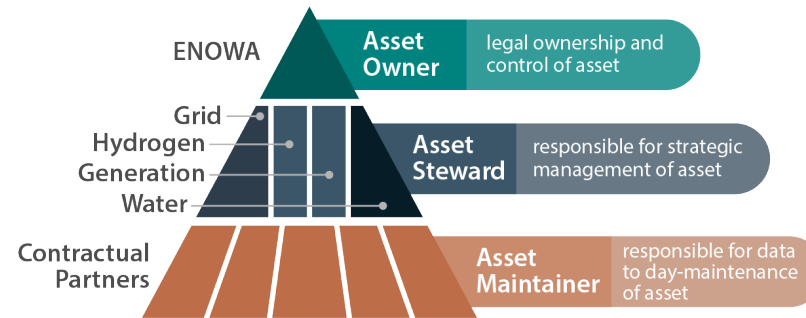 ENOWA
Asset
Owner
legal ownership and
control of asset
Grid
Hydrogen
Generation
Water
Asset
Steward
responsible for strategic
management of asset
Contractual
Partners
Asset
Maintainer
responsible for data
to day-maintenance
of asset